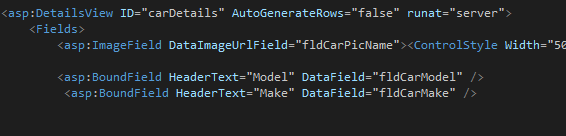 <asp:DetailsView ID="carDetails" AutoGenerateRows="false" runat="server">
<Fields>
<asp:ImageField DataImageUrlField="fldCarPicName"><ControlStyle Width="50
<asp:BoundField HeaderText="Model" DataField="fldCarModel" />
<asp:BoundField HeaderText="Make" DataField="fldCarMake" />